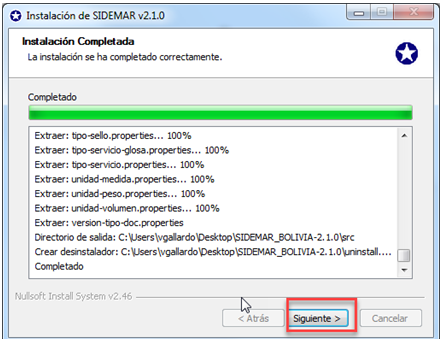 Instalación de SIDEMAR v2.1.0
Instalación Completada
La instalación se ha completado correctamente.
Completado
Extraer: tipo-sello.properties... 100%
Extraer: tipo-servicio-glosa.properties... 100%
Extraer: tipo-servicio.properties... 100%
Extraer: unidad-medida.properties... 100%
Extraer: unidad-peso.properties... 100%
Extraer: unidad-volumen.properties... 100%
Extraer: version-tipo-doc.properties
Directorio de salida: C:\Users\vgallardo\Desktop\SIDEMAR_BOLIVIA-2.1.0\src
Crear desinstalador: C:\Users\vgallardo\Desktop\SIDEMAR_BOLIVIA-2.1.0\uninstall....
Completado
Nullsoft Install System v2.46
< Atrás Siguiente > Cancelar